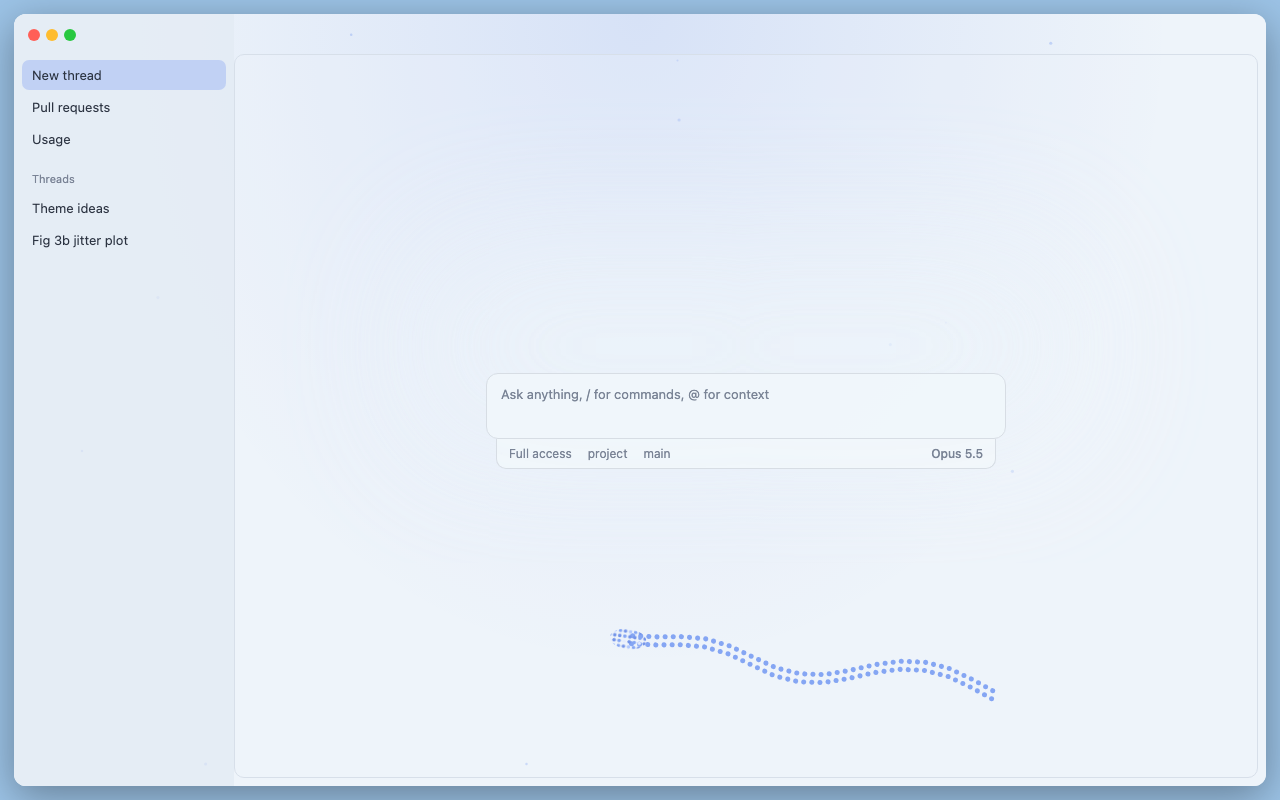 New thread
Pull requests
Usage
Threads
Theme ideas
Fig 3b jitter plot
Ask anything, / for commands, @ for context
Full access project main Opus 5.5